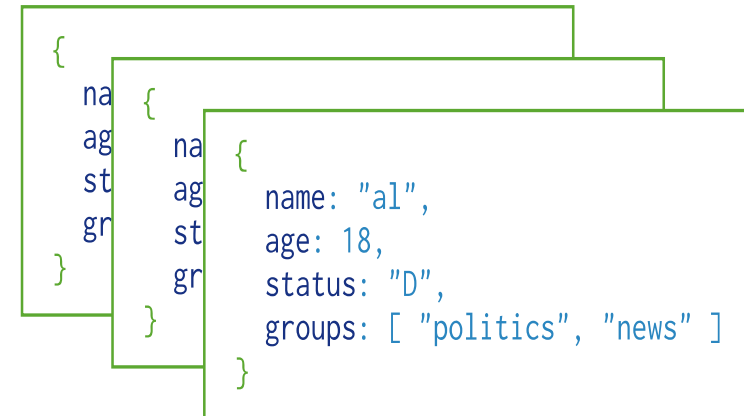 {
na
ag
st
gr
}
{
na
ag
st
gr
}
{
name: "al",
age: 18,
status: "D",
groups: [ "politics", "news" ]
}